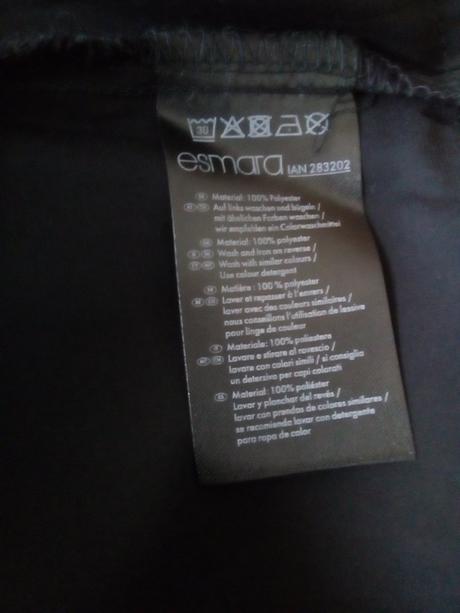 30
esmara IAN 283202
Material: 100% Polyester
Auf links waschen und bügeln /
mit ähnlichen Farben waschen /
wir empfehlen ein Colorwaschmittel
Material: 100% polyester
Wash and iron on reverse /
Wash with similar colours /
Use colour detergent
Matière : 100% polyester
Laver et repasser à l'envers /
laver avec des couleurs similaires /
nous conseillons l'utilisation de lessive
pour linge de couleur
Materiale: 100% poliestere
Lavare e stirare al rovescio /
lavare con colori simili / si consiglia
un detersivo per capi colorati
Material: 100% poliéster
Lavar y planchar del revés /
lavar con prendas de colores similares /
se recomienda lavar con detergente
para ropa de color